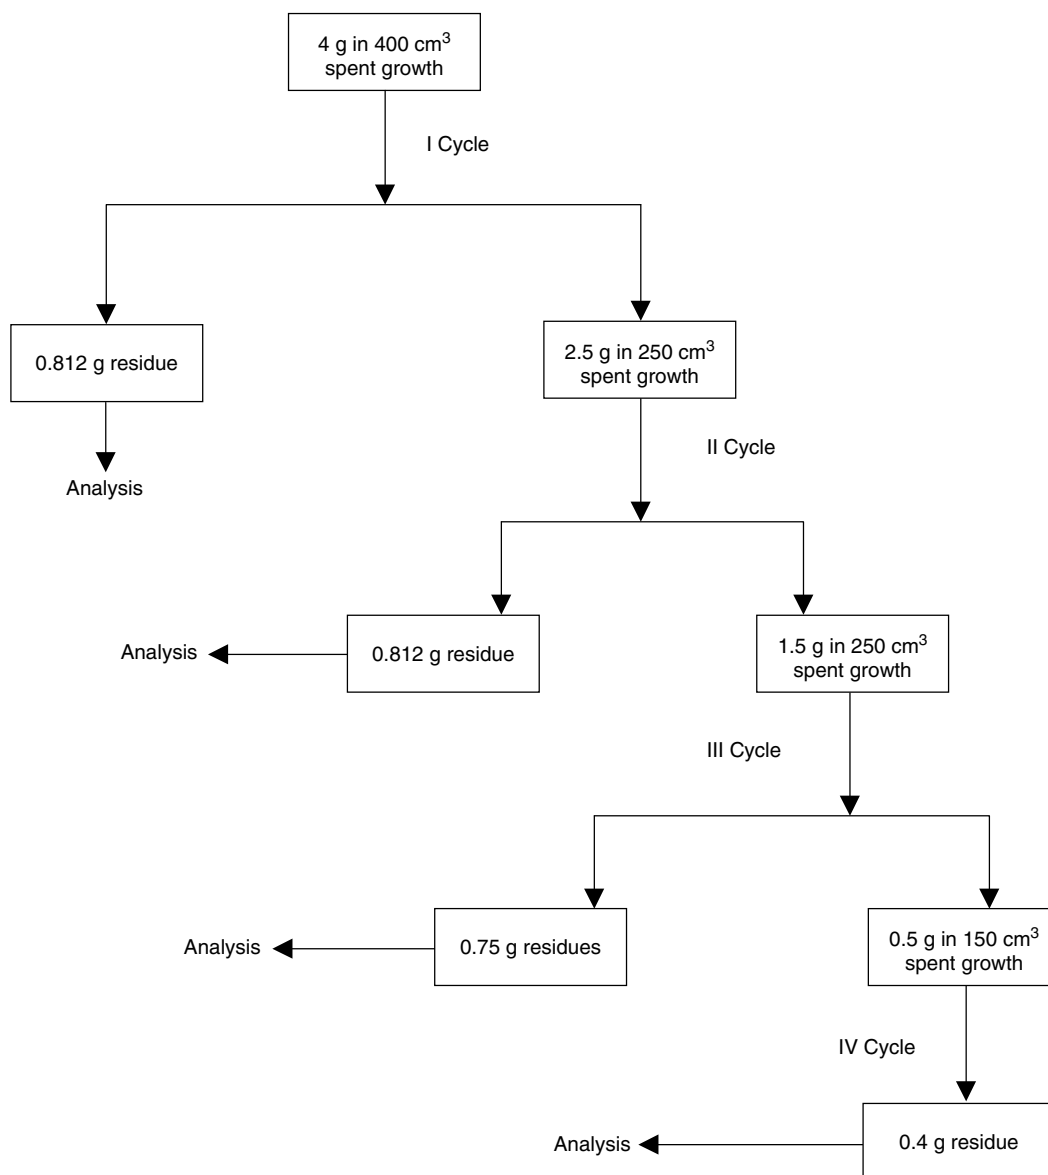 4 g in 400 cm³
spent growth
I Cycle
0.812 g residue
2.5 g in 250 cm³
spent growth
Analysis
II Cycle
Analysis
0.812 g residue
1.5 g in 250 cm³
spent growth
III Cycle
Analysis
0.75 g residues
0.5 g in 150 cm³
spent growth
IV Cycle
Analysis
0.4 g residue